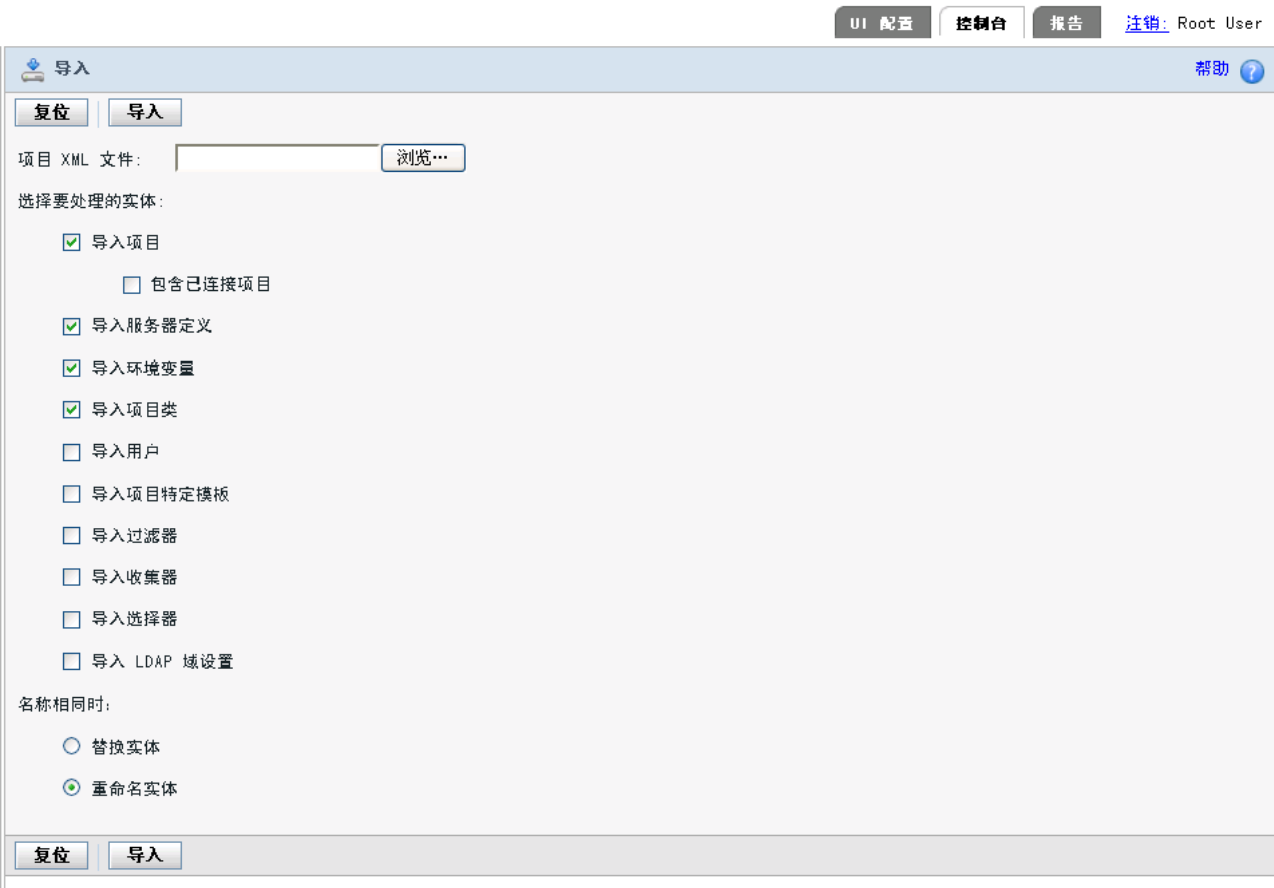 UI 配置 控制台 报告 注销: Root User
导入 帮助
复位 导入
项目 XML 文件: 浏览…
选择要处理的实体:
导入项目
包含已连接项目
导入服务器定义
导入环境变量
导入项目类
导入用户
导入项目特定模板
导入过滤器
导入收集器
导入选择器
导入 LDAP 域设置
名称相同时:
替换实体
重命名实体
复位 导入